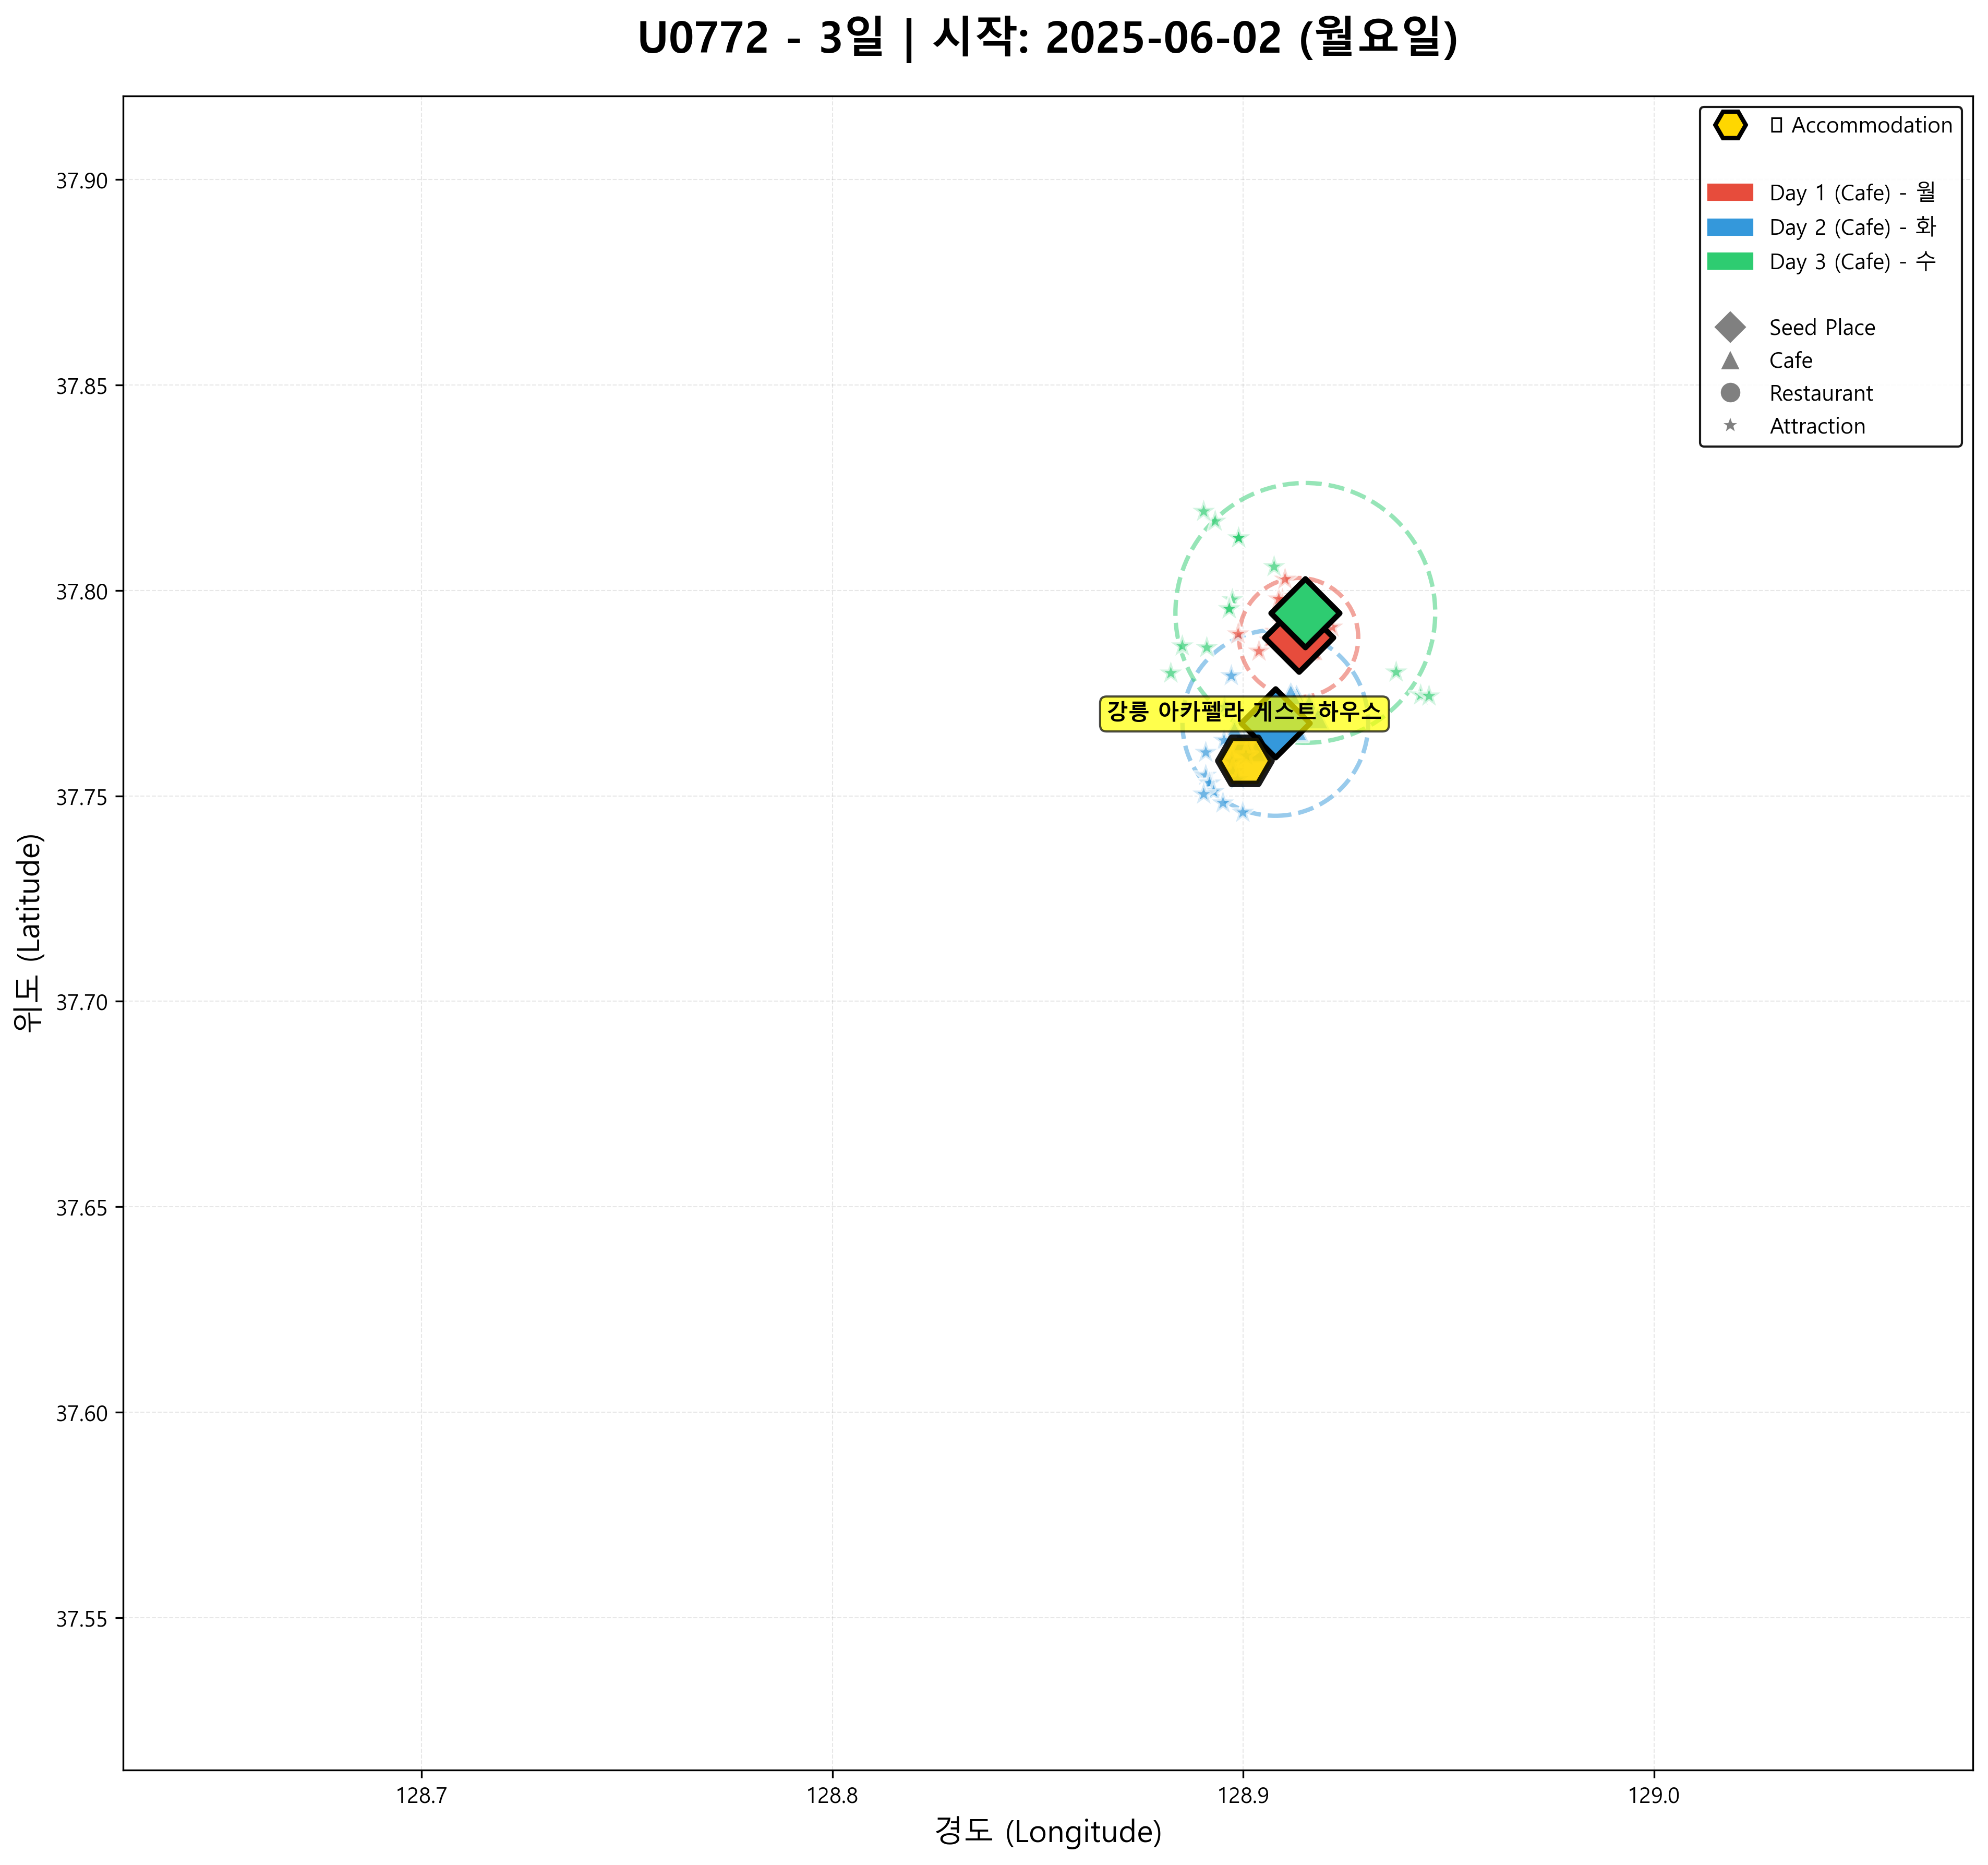 U0772 - 3일 | 시작: 2025-06-02 (월요일)
□ Accommodation
Day 1 (Cafe) - 월
Day 2 (Cafe) - 화
Day 3 (Cafe) - 수
Seed Place
Cafe
Restaurant
Attraction
37.90
37.85
37.80
37.75
37.70
37.65
37.60
37.55
위도 (Latitude)
강릉 아카펠라 게스트하우스
128.7
128.8
128.9
129.0
경도 (Longitude)